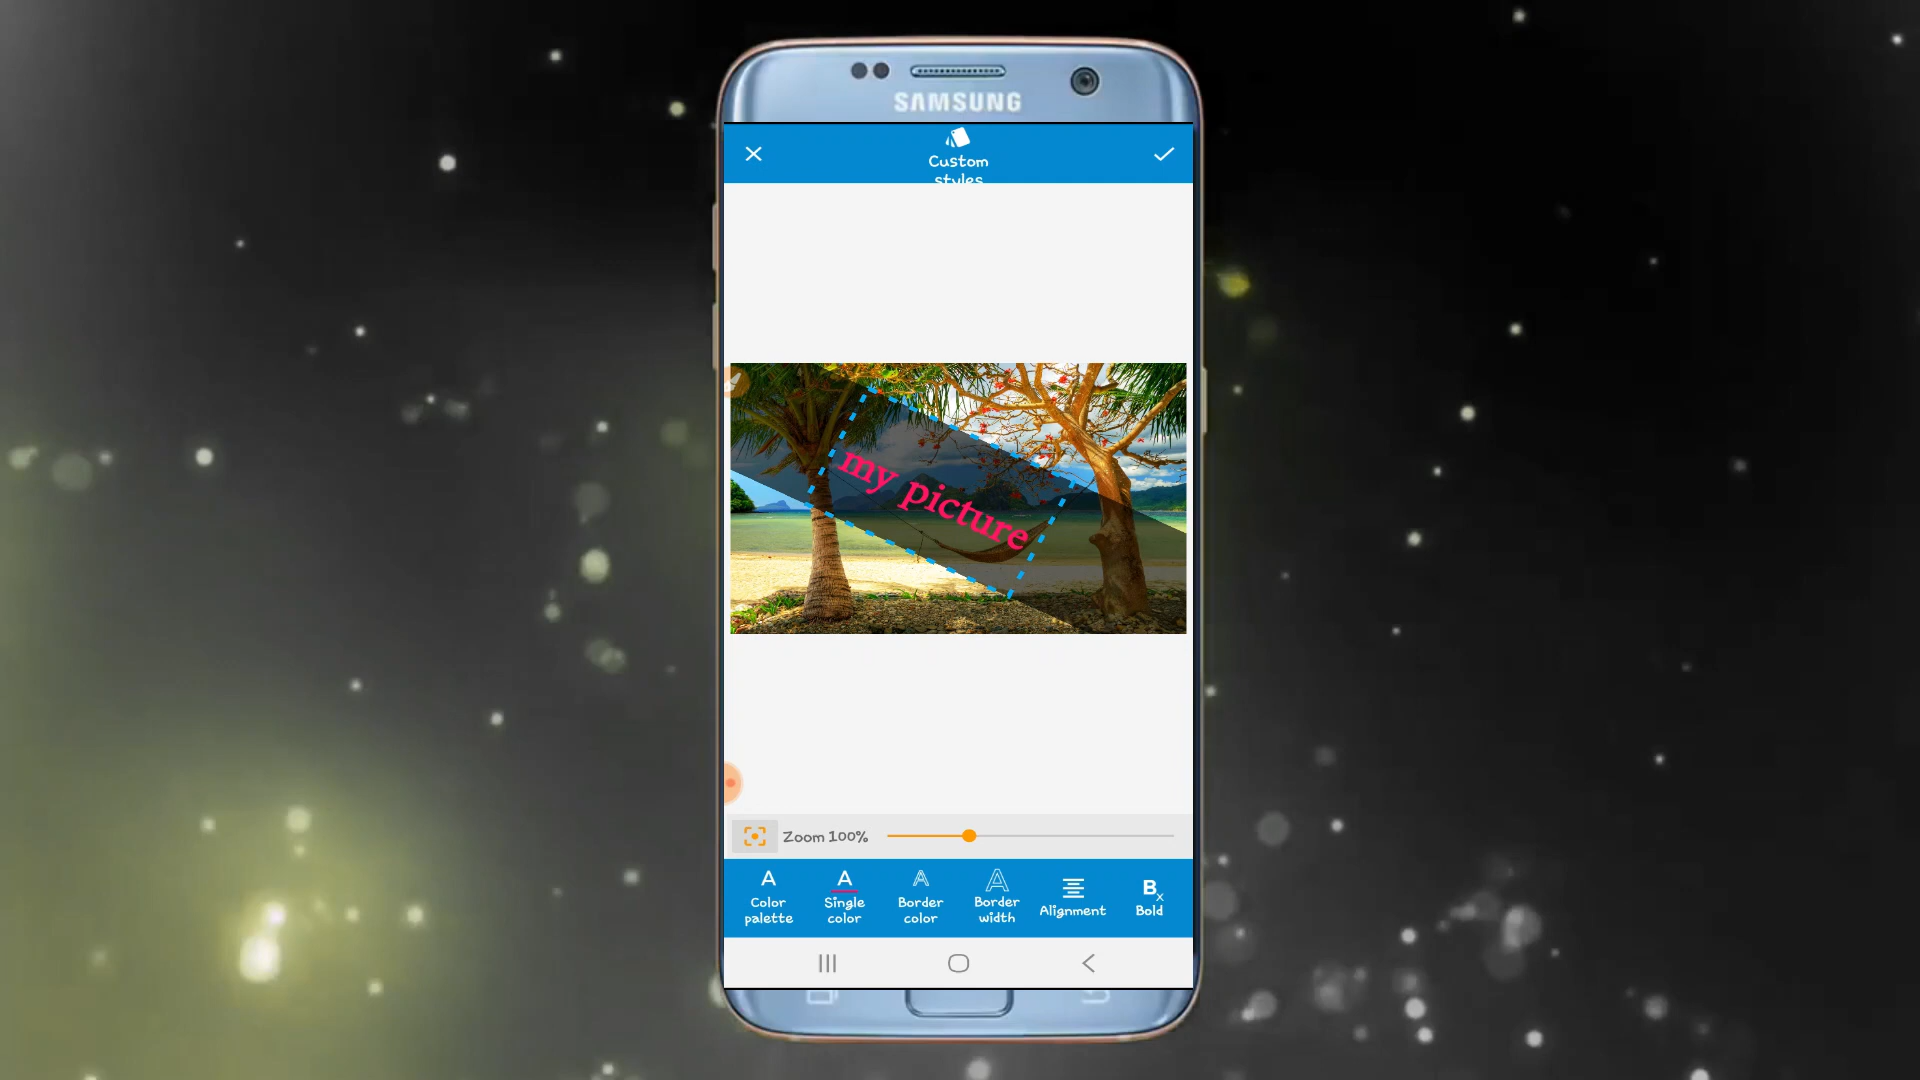 SAMSUNG
Custom
styles
my picture
Zoom 100%
Color
palette
Single
color
Border
color
Border
width
Alignment
Bold